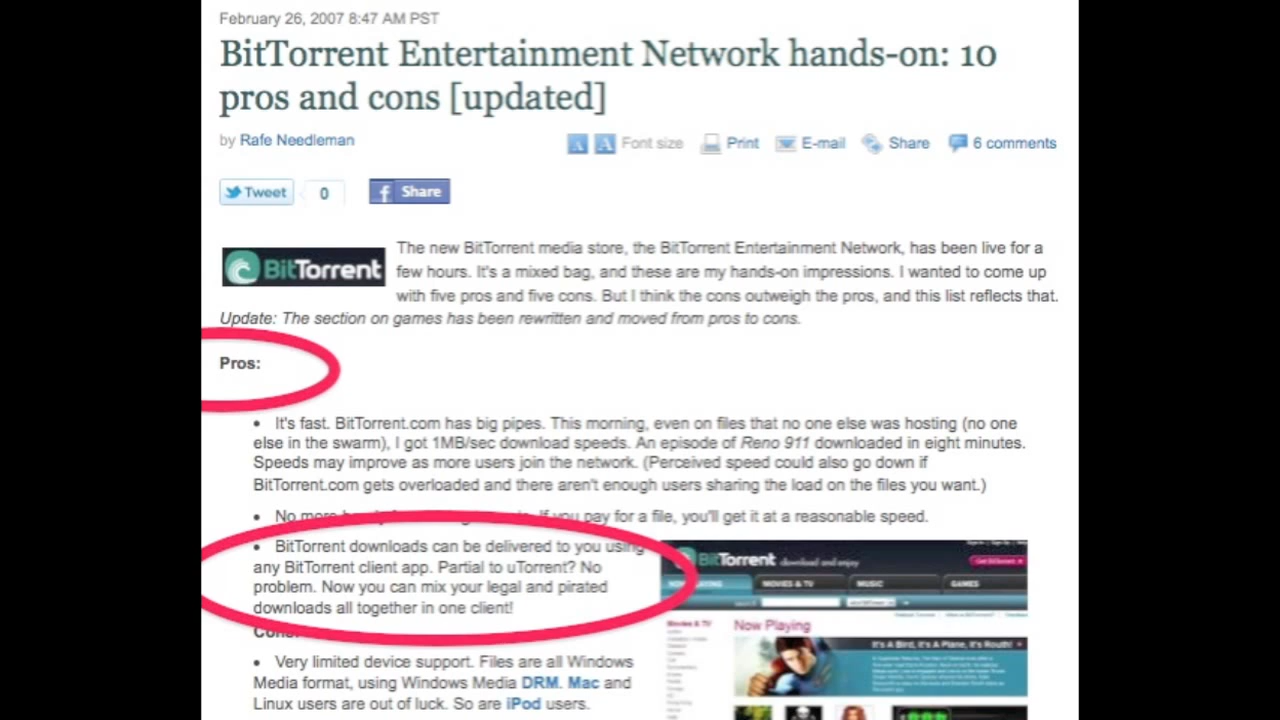 February 26, 2007 8:47 AM PST
BitTorrent Entertainment Network hands-on: 10
pros and cons [updated]
by Rafe Needleman
A A Font size Print E-mail Share 6 comments
Tweet 0 f Share
BitTorrent
The new BitTorrent media store, the BitTorrent Entertainment Network, has been live for a
few hours. It's a mixed bag, and these are my hands-on impressions. I wanted to come up
with five pros and five cons. But I think the cons outweigh the pros, and this list reflects that.
Update: The section on games has been rewritten and moved from pros to cons.
Pros:
• It's fast. BitTorrent.com has big pipes. This morning, even on files that no one else was hosting (no one
else in the swarm), I got 1MB/sec download speeds. An episode of Reno 911 downloaded in eight minutes.
Speeds may improve as more users join the network. (Perceived speed could also go down if
BitTorrent.com gets overloaded and there aren't enough users sharing the load on the files you want.)
• No more If you pay for a file, you'll get it at a reasonable speed.
• BitTorrent downloads can be delivered to you using
any BitTorrent client app. Partial to uTorrent? No
problem. Now you can mix your legal and pirated
downloads all together in one client!
Cons:
• Very limited device support. Files are all Windows
Media format, using Windows Media DRM. Mac and
Linux users are out of luck. So are iPod users.
BitTorrent download and enjoy
NOW PLAYING MOVIES & TV MUSIC GAMES
Movies & TV
Now Playing
It's A Bird, It's A Plane, It's Routh!